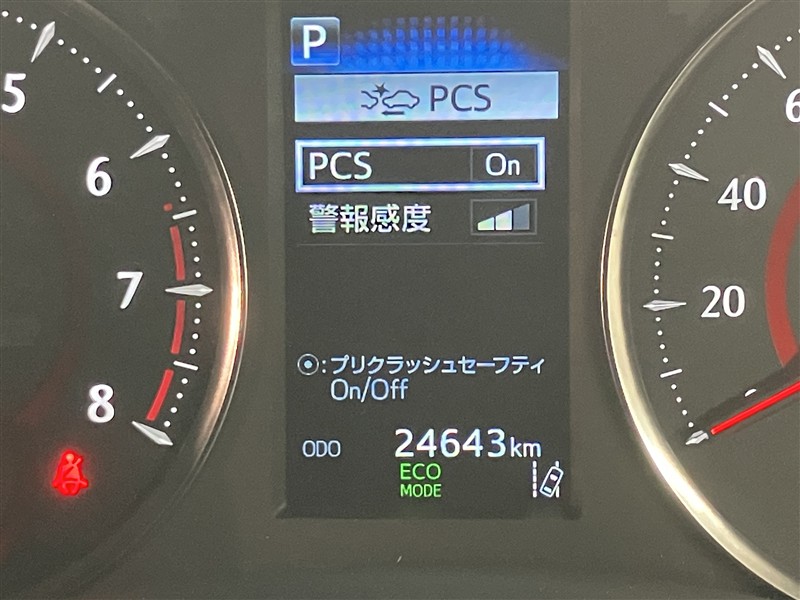 P
PCS
PCS On
警報感度
⦿:プリクラッシュセーフティ
On/Off
ODO 24643km
ECO
MODE
5
6
7
8
6
40
20